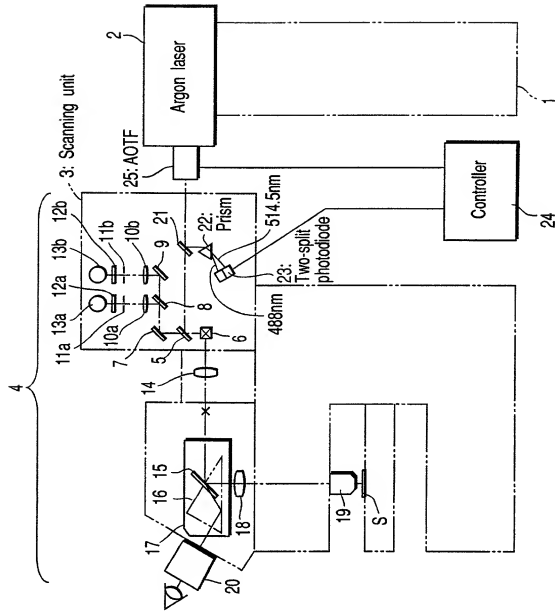 4
3: Scanning unit
12b
13b
11b
12a
13a
10b
11a
10a
9
7
8
5
6
21
22: Prism
514.5nm
488nm
23: Two-split
photodiode
25: AOTF
2
Argon laser
1
Controller
24
14
15
16
17
18
19
20
S